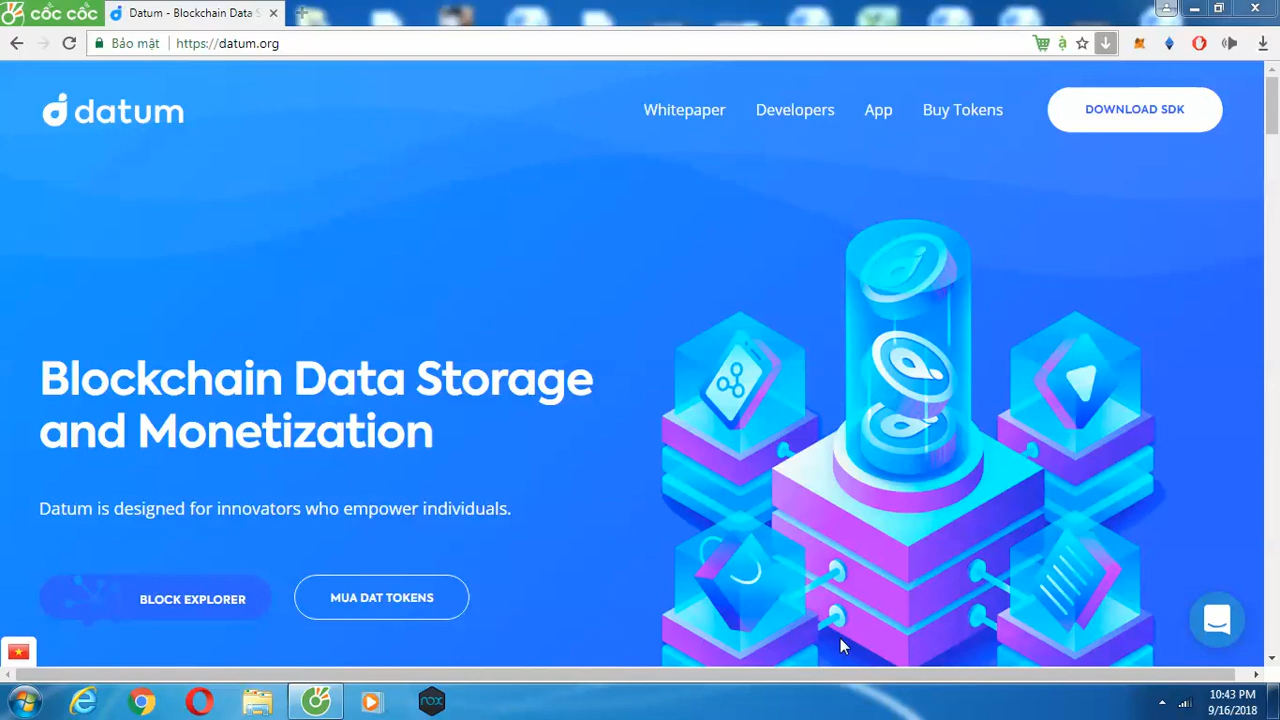 cốc cốc
Datum - Blockchain Data S
Bảo mật
https://datum.org
datum
Whitepaper
Developers
App
Buy Tokens
DOWNLOAD SDK
Blockchain Data Storage
and Monetization
Datum is designed for innovators who empower individuals.
BLOCK EXPLORER
MUA DAT TOKENS
nox
10:43 PM
9/16/2018